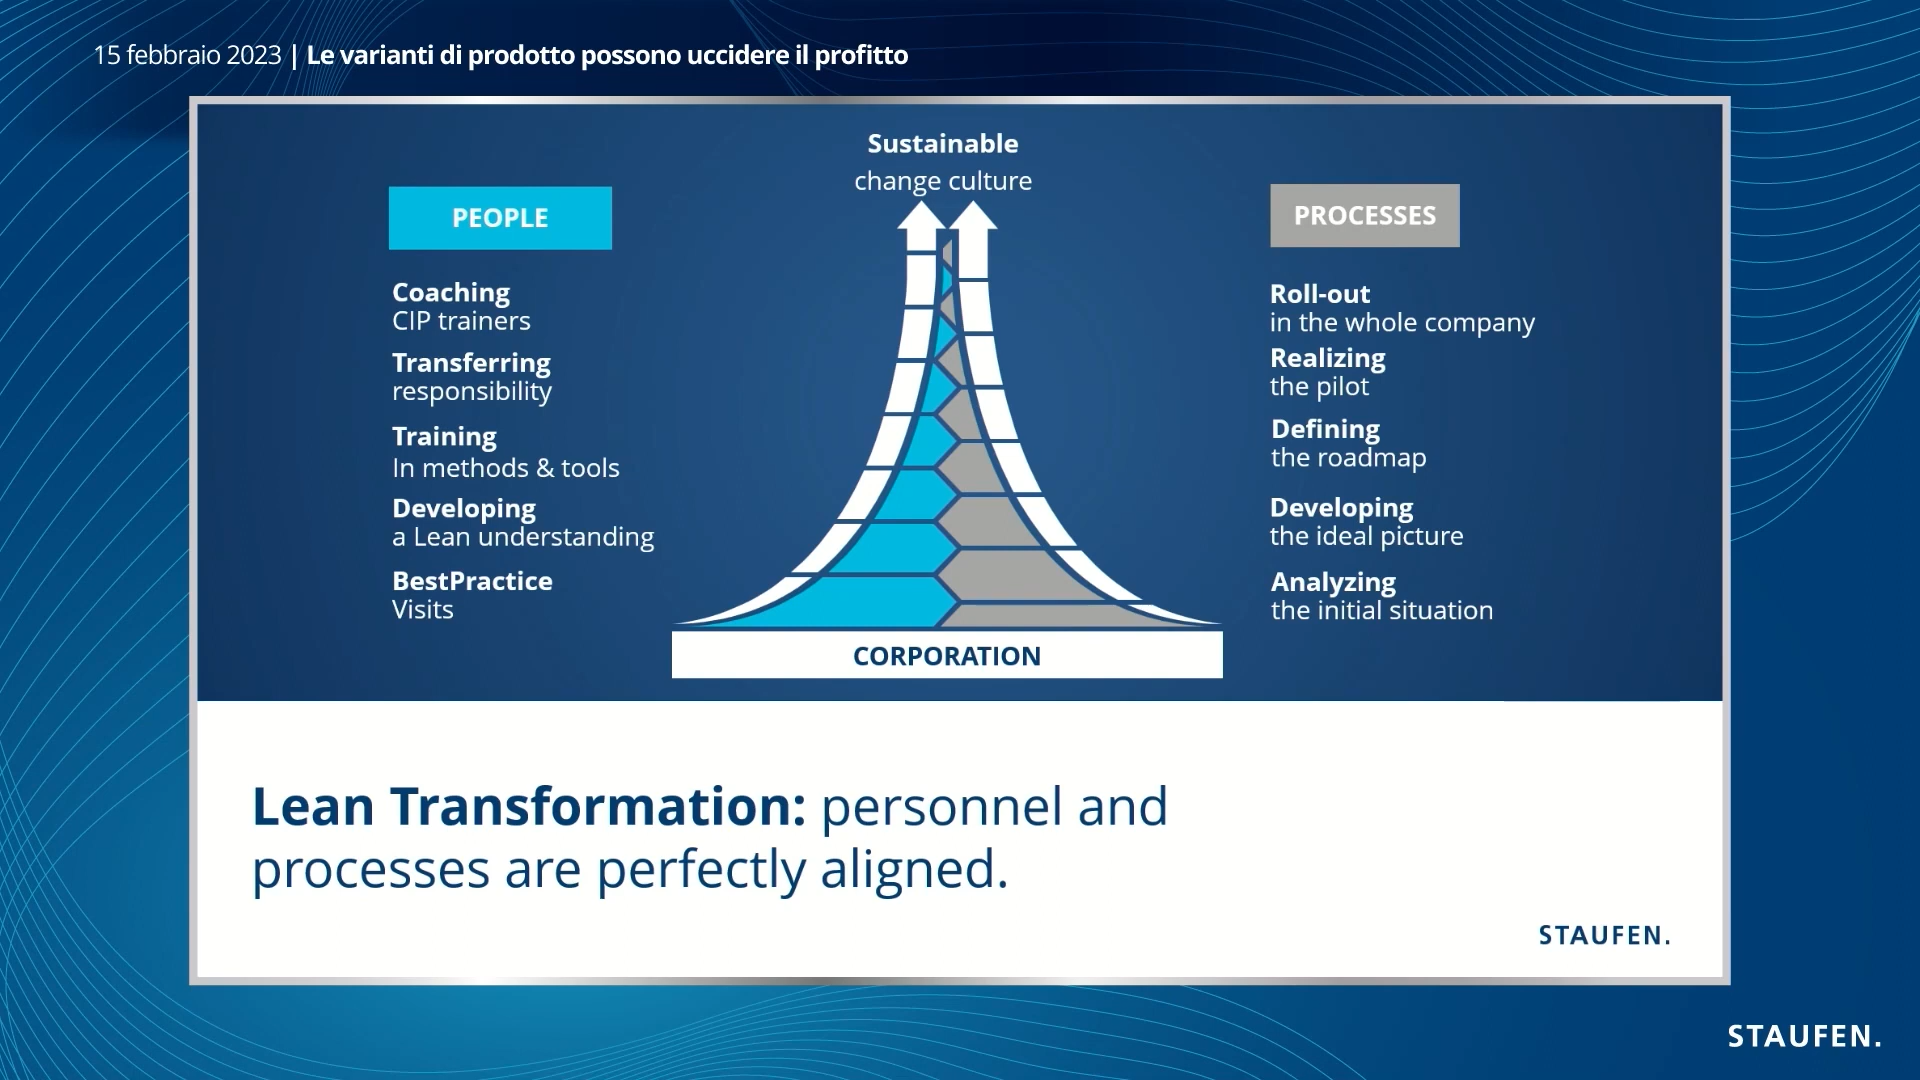 15 febbraio 2023 | Le varianti di prodotto possono uccidere il profitto
Sustainable
change culture
PEOPLE
Coaching
CIP trainers
Transferring
responsibility
Training
In methods & tools
Developing
a Lean understanding
BestPractice
Visits
PROCESSES
Roll-out
in the whole company
Realizing
the pilot
Defining
the roadmap
Developing
the ideal picture
Analyzing
the initial situation
CORPORATION
Lean Transformation: personnel and
processes are perfectly aligned.
STAUFEN.
STAUFEN.